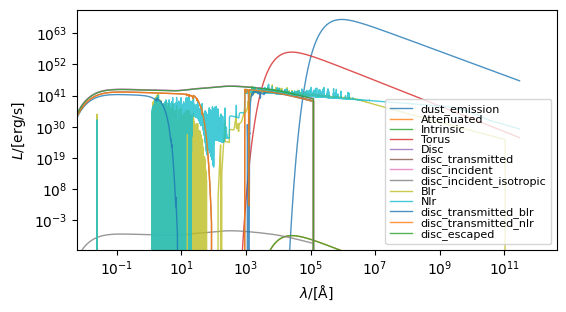 10^63
10^52
10^41
10^30
10^19
10^8
10^−3
L/[erg/s]
dust_emission
Attenuated
Intrinsic
Torus
Disc
disc_transmitted
disc_incident
disc_incident_isotropic
Blr
Nlr
disc_transmitted_blr
disc_transmitted_nlr
disc_escaped
10^−1
10^1
10^3
10^5
10^7
10^9
10^11
λ/[Å]